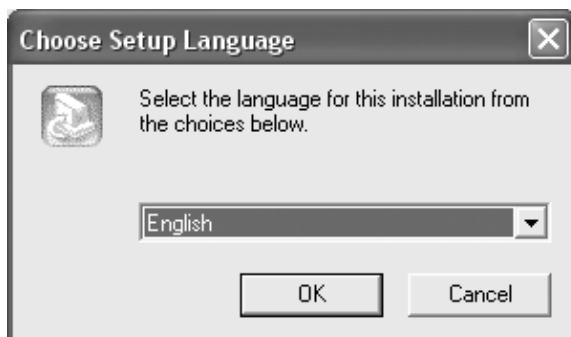 Choose Setup Language
Select the language for this installation from
the choices below.
English
OK
Cancel